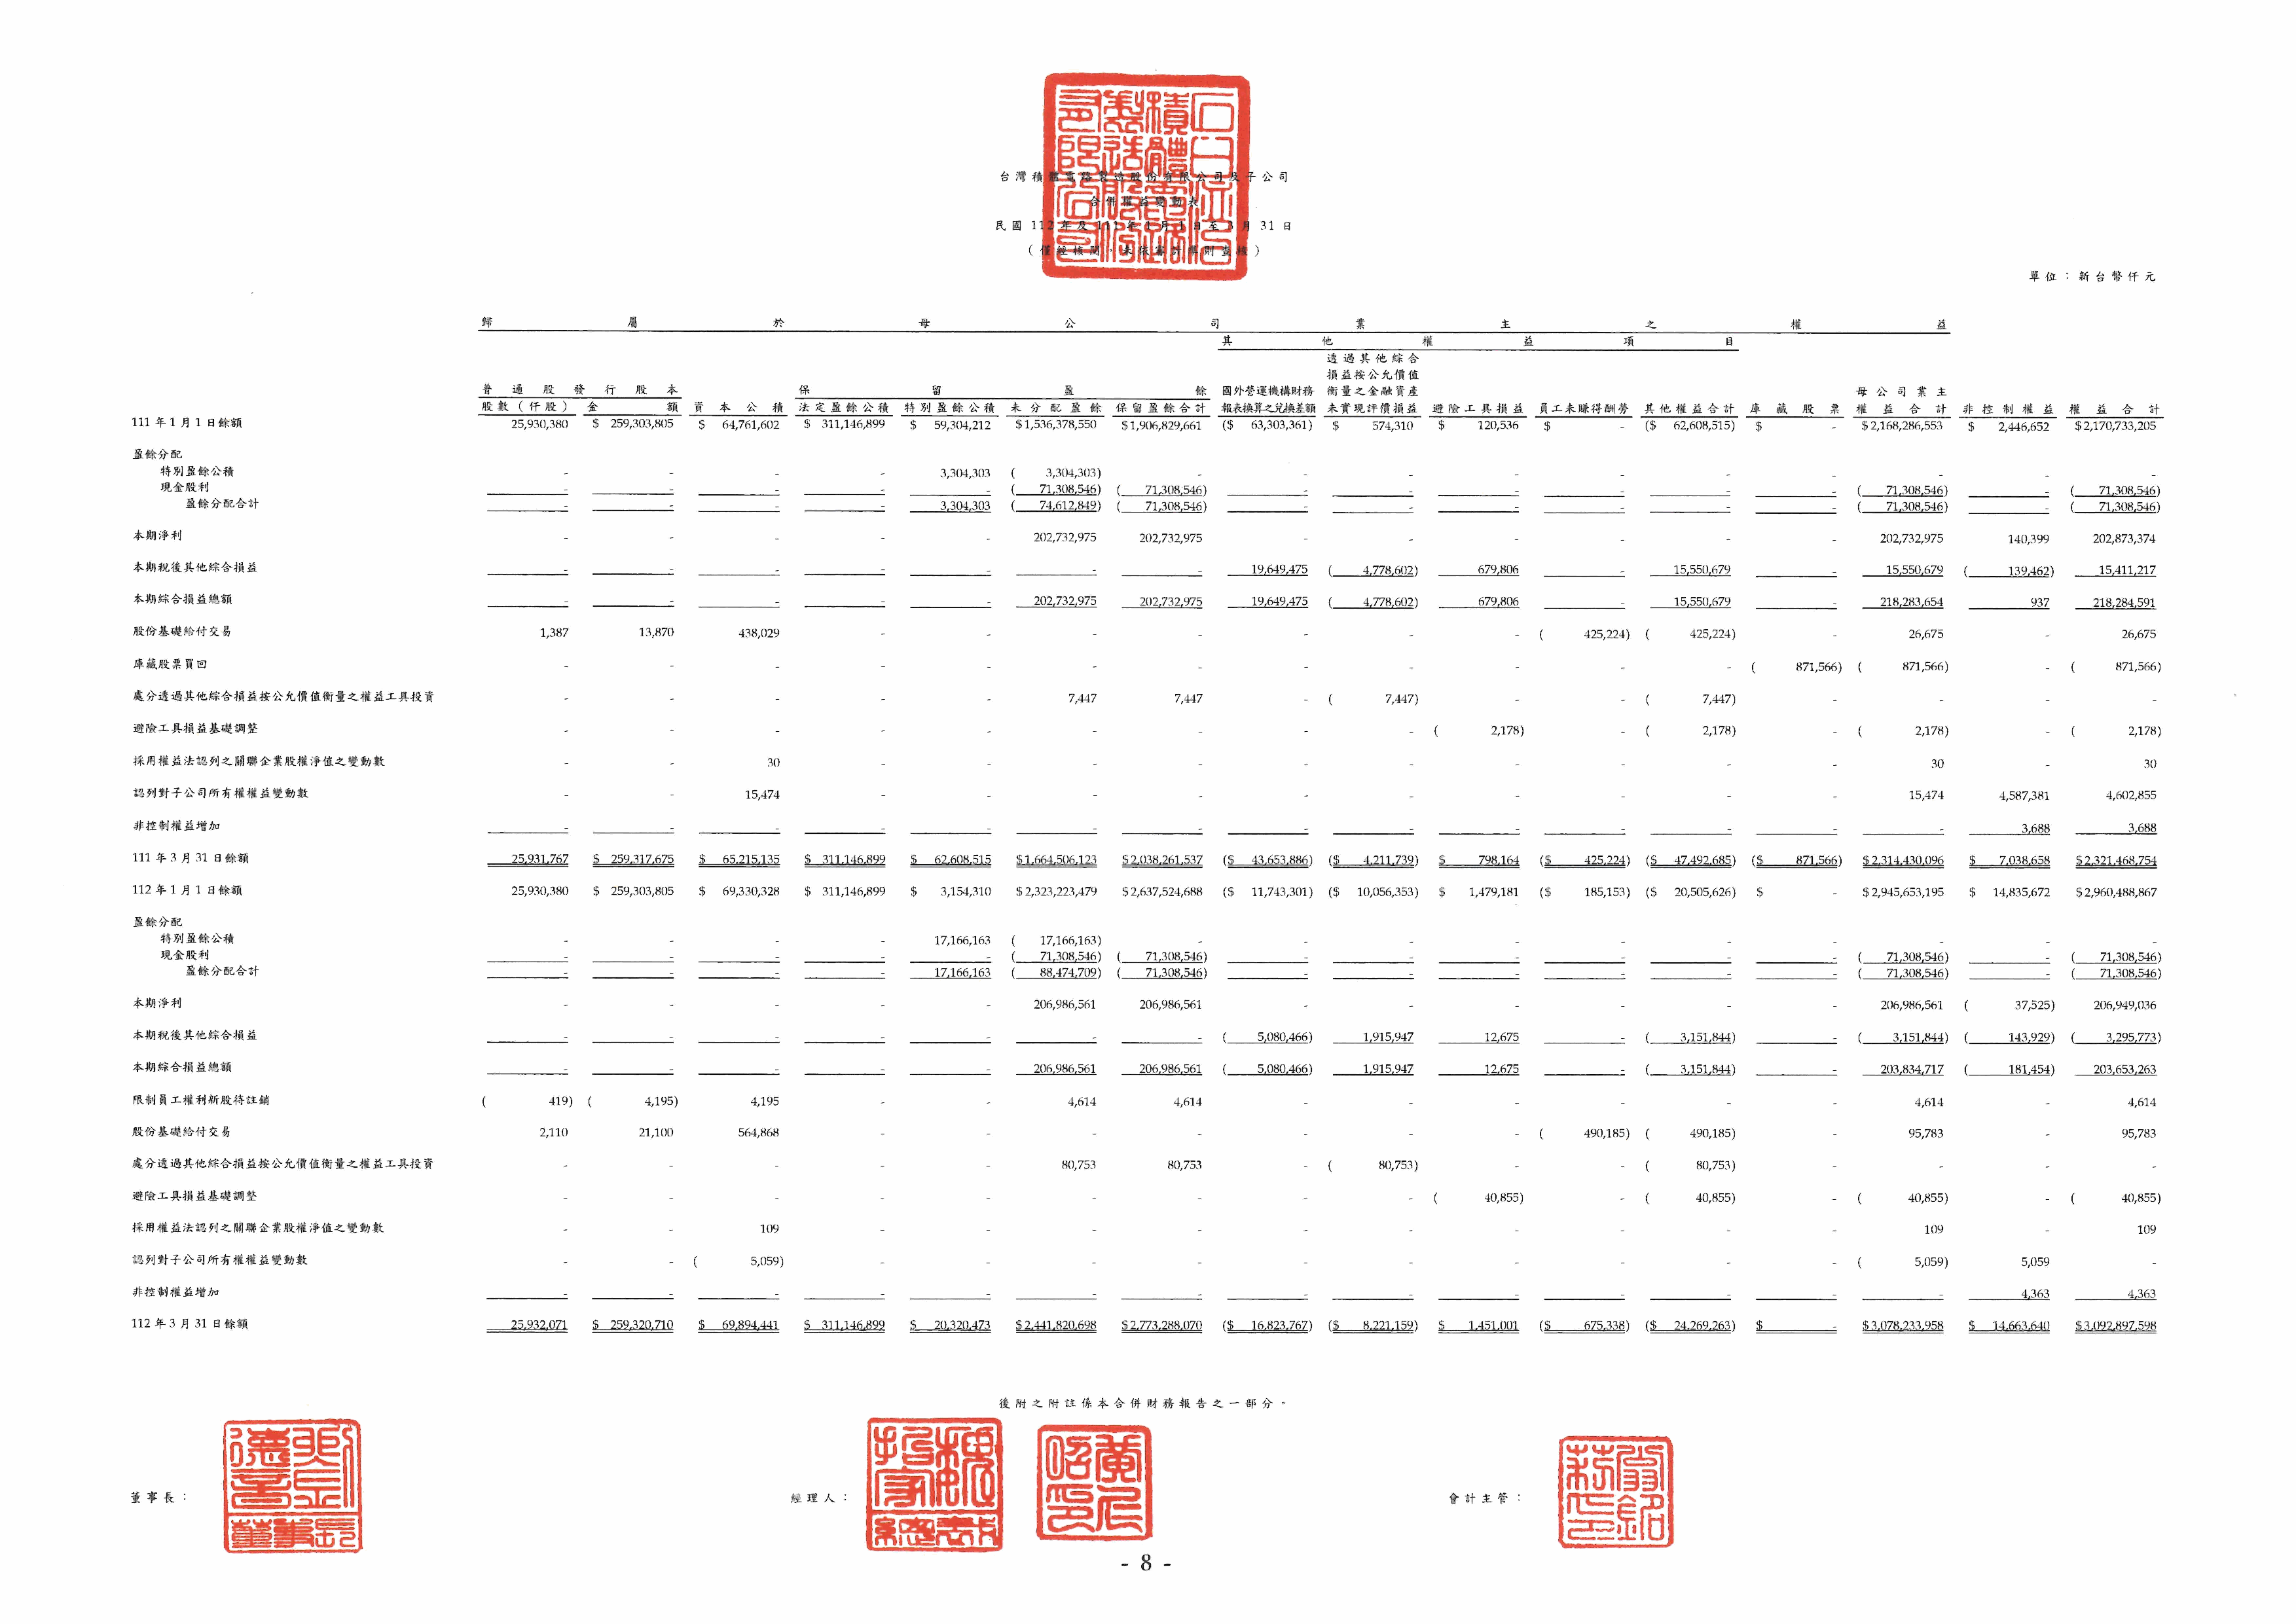 台灣積體電路製造股份有限公司及子公司
合併權益變動表
民國 112 年及 111 年 1 月 1 日至 3 月 31 日
（僅經核閱，未依審計準則查核）
單位：新台幣仟元
歸屬於母公司業主之權益
其他權益項目
透過其他綜合
損益按公允價值
普通股發行股本 保留盈餘 國外營運機構財務 衡量之金融資產 母公司業主
股數（仟股） 金額 資本公積 法定盈餘公積 特別盈餘公積 未分配盈餘 保留盈餘合計 報表換算之兌換差額 未實現評價損益 避險工具損益 員工未賺得酬勞 其他權益合計 庫藏股票 權益合計 非控制權益 權益合計
111 年 1 月 1 日餘額 25,930,380 $ 259,303,805 $ 64,761,602 $ 311,146,899 $ 59,304,212 $ 1,536,378,550 $ 1,906,829,661 ($ 63,303,361) $ 574,310 $ 120,536 $ - ($ 62,608,515) $ - $ 2,168,286,553 $ 2,446,652 $ 2,170,733,205
盈餘分配
特別盈餘公積 - - - - 3,304,303 ( 3,304,303) - - - - - - - - - -
現金股利 - - - - - ( 71,308,546) ( 71,308,546) - - - - - - ( 71,308,546) - ( 71,308,546)
盈餘分配合計 - - - - 3,304,303 ( 74,612,849) ( 71,308,546) - - - - - - ( 71,308,546) - ( 71,308,546)
本期淨利 - - - - - 202,732,975 202,732,975 - - - - - - 202,732,975 140,399 202,873,374
本期稅後其他綜合損益 - - - - - - - 19,649,475 ( 4,778,602) 679,806 - 15,550,679 - 15,550,679 ( 139,462) 15,411,217
本期綜合損益總額 - - - - - 202,732,975 202,732,975 19,649,475 ( 4,778,602) 679,806 - 15,550,679 - 218,283,654 937 218,284,591
股份基礎給付交易 1,387 13,870 438,029 - - - - - - - ( 425,224) ( 425,224) - 26,675 - 26,675
庫藏股票買回 - - - - - - - - - - - - ( 871,566) ( 871,566) - ( 871,566)
處分透過其他綜合損益按公允價值衡量之權益工具投資 - - - - - 7,447 7,447 - ( 7,447) - - ( 7,447) - - - -
避險工具損益基礎調整 - - - - - - - - - ( 2,178) - ( 2,178) - ( 2,178) - ( 2,178)
採用權益法認列之關聯企業股權淨值之變動數 - - 30 - - - - - - - - - - 30 - 30
認列對子公司所有權權益變動數 - - 15,474 - - - - - - - - - - 15,474 4,587,381 4,602,855
非控制權益增加 - - - - - - - - - - - - - - 3,688 3,688
111 年 3 月 31 日餘額 25,931,767 $ 259,317,675 $ 65,215,135 $ 311,146,899 $ 62,608,515 $ 1,664,506,123 $ 2,038,261,537 ($ 43,653,886) ($ 4,211,739) $ 798,164 ($ 425,224) ($ 47,492,685) ($ 871,566) $ 2,314,430,096 $ 7,038,658 $ 2,321,468,754
112 年 1 月 1 日餘額 25,930,380 $ 259,303,805 $ 69,330,328 $ 311,146,899 $ 3,154,310 $ 2,323,223,479 $ 2,637,524,688 ($ 11,743,301) ($ 10,056,353) $ 1,479,181 ($ 185,153) ($ 20,505,626) $ - $ 2,945,653,195 $ 14,835,672 $ 2,960,488,867
盈餘分配
特別盈餘公積 - - - - 17,166,163 ( 17,166,163) - - - - - - - - - -
現金股利 - - - - - ( 71,308,546) ( 71,308,546) - - - - - - ( 71,308,546) - ( 71,308,546)
盈餘分配合計 - - - - 17,166,163 ( 88,474,709) ( 71,308,546) - - - - - - ( 71,308,546) - ( 71,308,546)
本期淨利 - - - - - 206,986,561 206,986,561 - - - - - - 206,986,561 ( 37,525) 206,949,036
本期稅後其他綜合損益 - - - - - - - ( 5,080,466) 1,915,947 12,675 - ( 3,151,844) - ( 3,151,844) ( 143,929) ( 3,295,773)
本期綜合損益總額 - - - - - 206,986,561 206,986,561 ( 5,080,466) 1,915,947 12,675 - ( 3,151,844) - 203,834,717 ( 181,454) 203,653,263
限制員工權利新股待註銷 ( 419) ( 4,195) 4,195 - - 4,614 4,614 - - - - - - 4,614 - 4,614
股份基礎給付交易 2,110 21,100 564,868 - - - - - - - ( 490,185) ( 490,185) - 95,783 - 95,783
處分透過其他綜合損益按公允價值衡量之權益工具投資 - - - - - 80,753 80,753 - ( 80,753) - - ( 80,753) - - - -
避險工具損益基礎調整 - - - - - - - - - ( 40,855) - ( 40,855) - ( 40,855) - ( 40,855)
採用權益法認列之關聯企業股權淨值之變動數 - - 109 - - - - - - - - - - 109 - 109
認列對子公司所有權權益變動數 - - ( 5,059) - - - - - - - - - - ( 5,059) 5,059 -
非控制權益增加 - - - - - - - - - - - - - - 4,363 4,363
112 年 3 月 31 日餘額 25,932,071 $ 259,320,710 $ 69,894,441 $ 311,146,899 $ 20,320,473 $ 2,441,820,698 $ 2,773,288,070 ($ 16,823,767) ($ 8,221,159) $ 1,451,001 ($ 675,338) ($ 24,269,263) $ - $ 3,078,233,958 $ 14,663,640 $ 3,092,897,598
後附之附註係本合併財務報告之一部分。
董事長： 經理人： 會計主管：
- 8 -